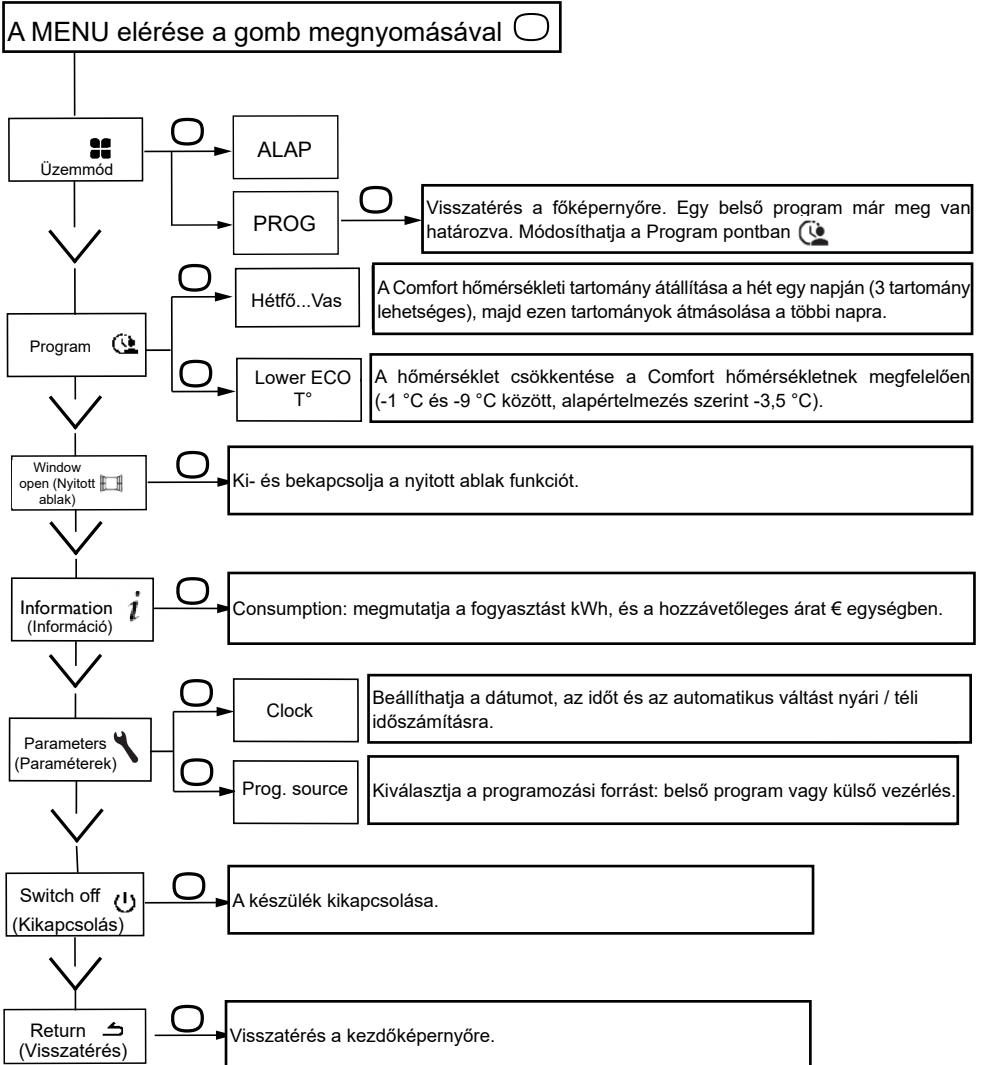 A MENU elérése a gomb megnyomásával
Üzemmód
ALAP
PROG
Visszatérés a főképernyőre. Egy belső program már meg van
határozva. Módosíthatja a Program pontban
Program
Hétfő...Vas
A Comfort hőmérsékleti tartomány átállítása a hét egy napján (3 tartomány
lehetséges), majd ezen tartományok átmásolása a többi napra.
Lower ECO
T°
A hőmérséklet csökkentése a Comfort hőmérsékletnek megfelelően
(-1 °C és -9 °C között, alapértelmezés szerint -3,5 °C).
Window
open (Nyitott
ablak)
Ki- és bekapcsolja a nyitott ablak funkciót.
Information
(Információ)
Consumption: megmutatja a fogyasztást kWh, és a hozzávetőleges árat € egységben.
Parameters
(Paraméterek)
Clock
Beállíthatja a dátumot, az időt és az automatikus váltást nyári / téli
időszámításra.
Prog. source
Kiválasztja a programozási forrást: belső program vagy külső vezérlés.
Switch off
(Kikapcsolás)
A készülék kikapcsolása.
Return
(Visszatérés)
Visszatérés a kezdőképernyőre.